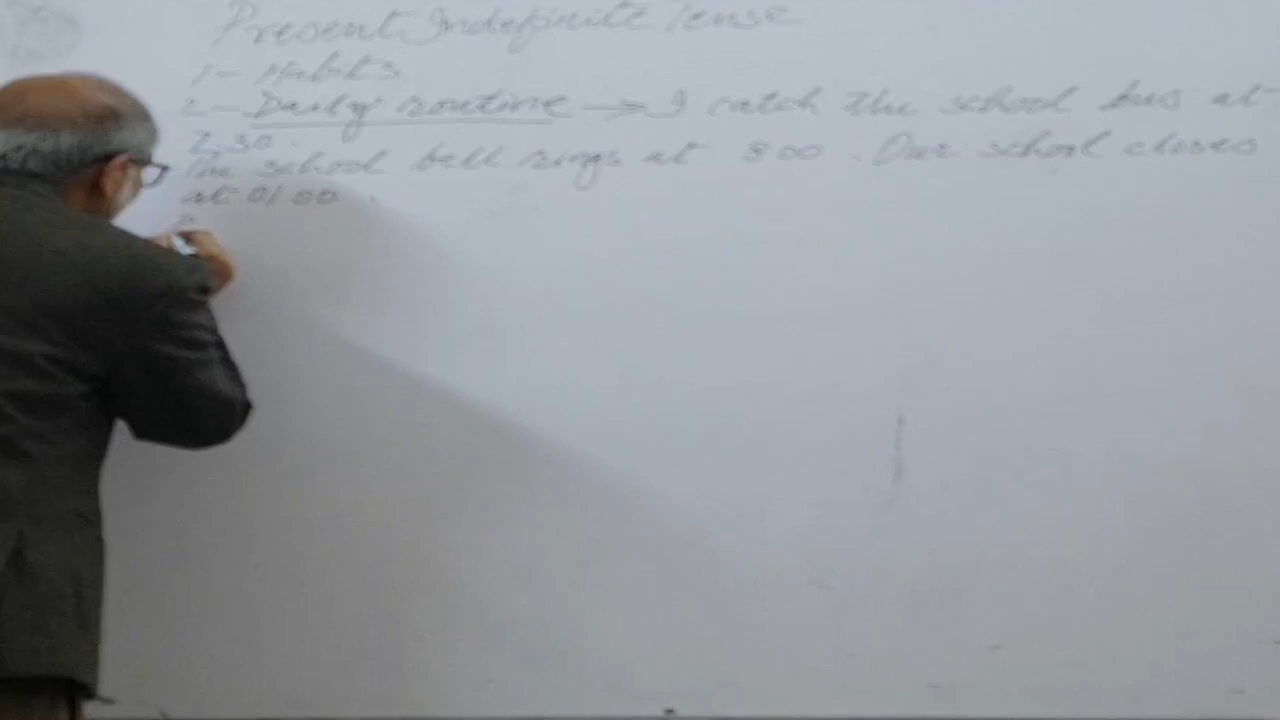 Present Indefinite Tense
1- Habits
2- Daily routine → I catch the school bus at
7.30.
The school bell rings at 8.00. Our school closes
at 01.00.